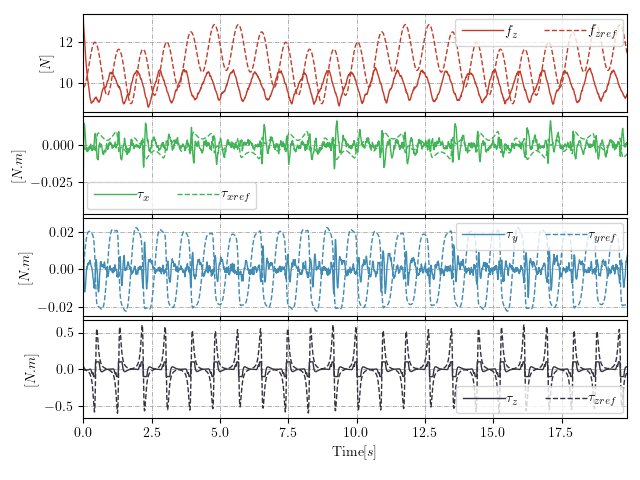 12
10
[N]
f_z
f_zref
0.000
−0.025
[N.m]
τ_x
τ_xref
0.02
0.00
−0.02
[N.m]
τ_y
τ_yref
0.5
0.0
−0.5
[N.m]
τ_z
τ_zref
0.0 2.5 5.0 7.5 10.0 12.5 15.0 17.5
Time[s]